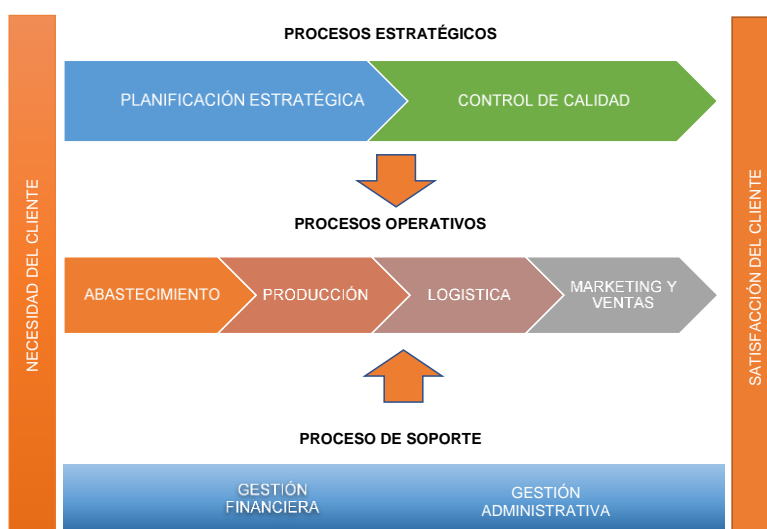 PROCESOS ESTRATÉGICOS
PLANIFICACIÓN ESTRATÉGICA
CONTROL DE CALIDAD
NECESIDAD DEL CLIENTE
PROCESOS OPERATIVOS
ABASTECIMIENTO
PRODUCCIÓN
LOGISTICA
MARKETING Y
VENTAS
SATISFACCIÓN DEL CLIENTE
PROCESO DE SOPORTE
GESTIÓN
FINANCIERA
GESTIÓN
ADMINISTRATIVA